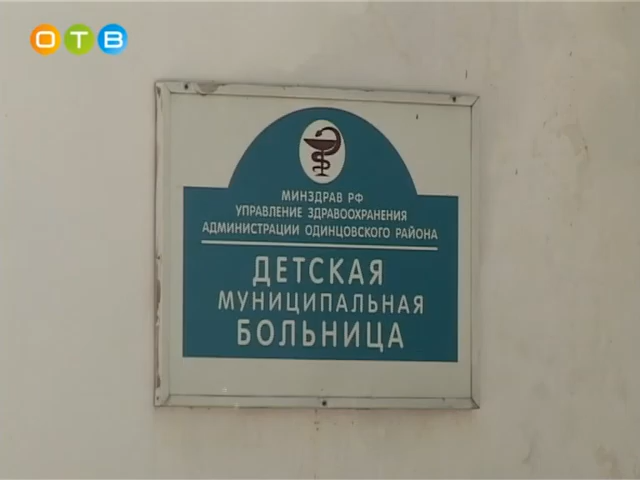 ОТВ
МИНЗДРАВ РФ
УПРАВЛЕНИЕ ЗДРАВООХРАНЕНИЯ
АДМИНИСТРАЦИИ ОДИНЦОВСКОГО РАЙОНА
ДЕТСКАЯ
МУНИЦИПАЛЬНАЯ
БОЛЬНИЦА